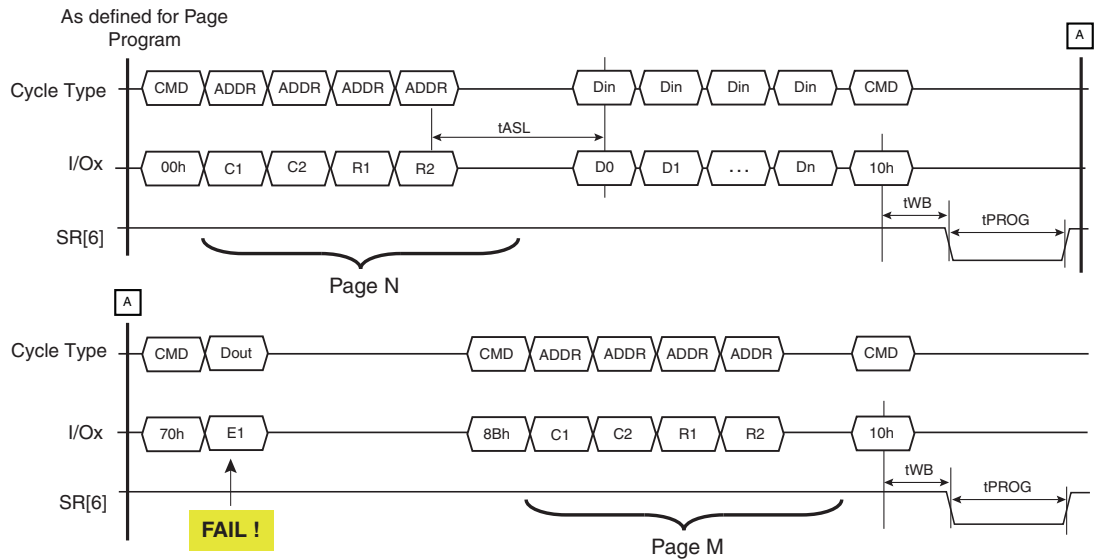 As defined for Page
Program
A
Cycle Type CMD ADDR ADDR ADDR ADDR Din Din Din Din CMD
tASL
I/Ox 00h C1 C2 R1 R2 D0 D1 ... Dn 10h
tWB tPROG
SR[6]
Page N
A
Cycle Type CMD Dout CMD ADDR ADDR ADDR ADDR CMD
I/Ox 70h E1 8Bh C1 C2 R1 R2 10h
tWB tPROG
SR[6]
FAIL !
Page M